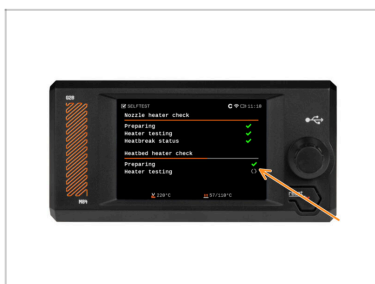 SELFTEST 11:10
Nozzle heater check
Preparing
Heater testing
Heatbreak status
Heatbed heater check
Preparing
Heater testing
220°C 57/110°C